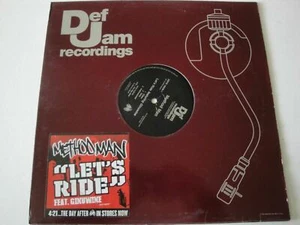 Def
Jam
recordings
METHOD MAN
"LET'S
RIDE"
FEAT. GINUWINE
4:21...THE DAY AFTER IN STORES NOW